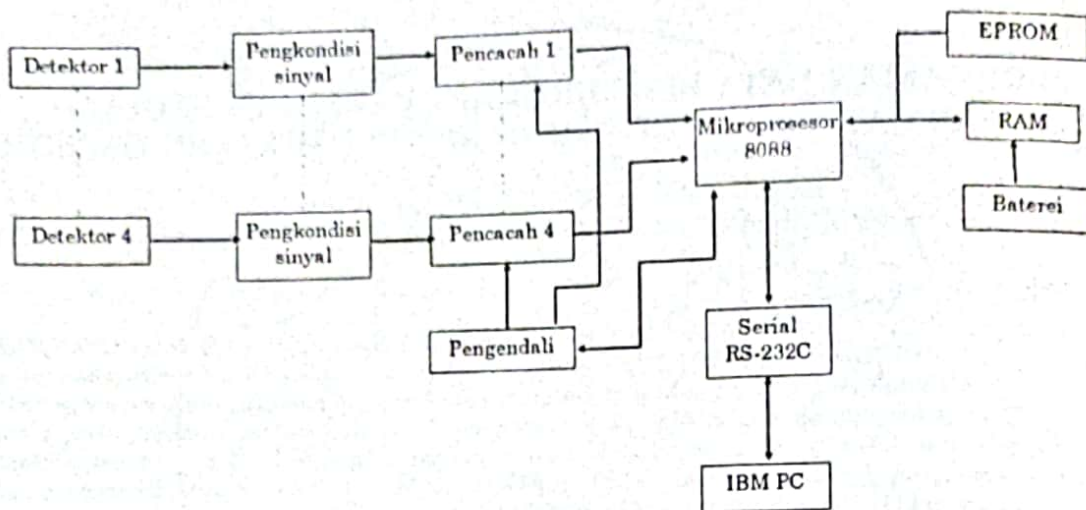 Detektor 1
Pengkondisi
sinyal
Pencacah 1
EPROM
Mikroprosesor
8088
RAM
Baterei
Detektor 4
Pengkondisi
sinyal
Pencacah 4
Pengendali
Serial
RS-232C
IBM PC